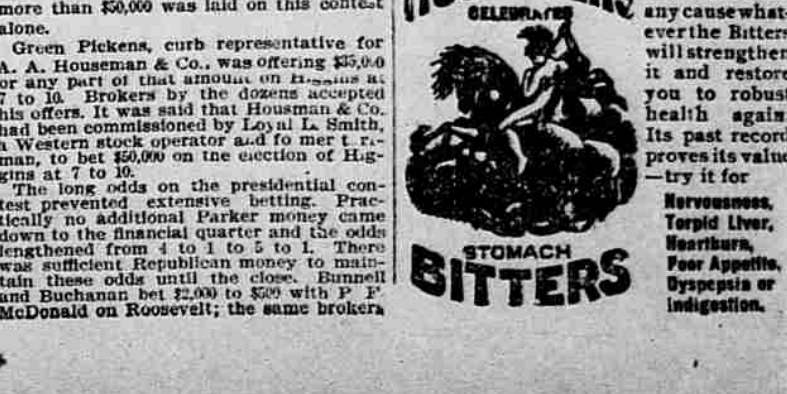 more than $50,000 was laid on this contest
alone.
Green Pickens, curb representative for
A. A. Houseman & Co., was offering $35,000
or any part of that amount on Higgins at
7 to 10. Brokers by the dozens accepted
his offers. It was said that Housman & Co.
had been commissioned by Loyal L. Smith,
a Western stock operator and fo mer t r.-
man, to bet $50,000 on tne eiection of Hig-
gins at 7 to 10.
The long odds on the presidential con-
test prevented extensive betting. Prac-
tically no additional Parker money came
down to the financial quarter and the odds
lengthened from 4 to 1 to 5 to 1. There
was sufficient Republican money to main-
tain these odds until the close. Bunnell
and Buchanan bet $2,000 to $500 with P F
McDonald on Roosevelt; the same brokers
CELEBRATED
STOMACH
BITTERS
any cause what-
ever the Bitters
will strengthen
it and restore
you to robust
health again.
Its past record
proves its value
—try it for
Nervousness,
Torpid Liver,
Heartburn,
Poor Appetite,
Dyspepsia or
Indigestion.